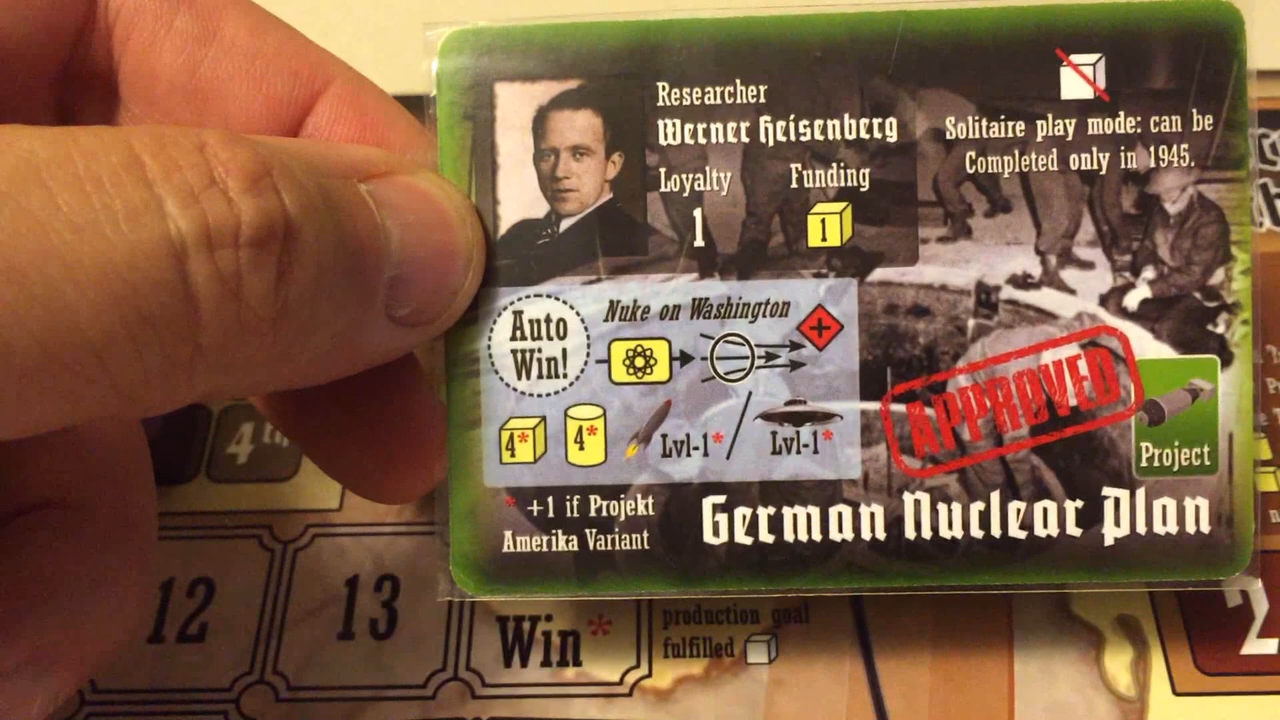 Researcher
Werner Heisenberg
Loyalty
Funding
1
1
Solitaire play mode: can be
Completed only in 1945.
Auto
Win!
Nuke on Washington
+
4*
4*
Lvl-1*
/
Lvl-1*
* +1 if Projekt
Amerika Variant
APPROVED
Project
German Nuclear Plan
4th
12
13
Win*
production goal
fulfilled
2